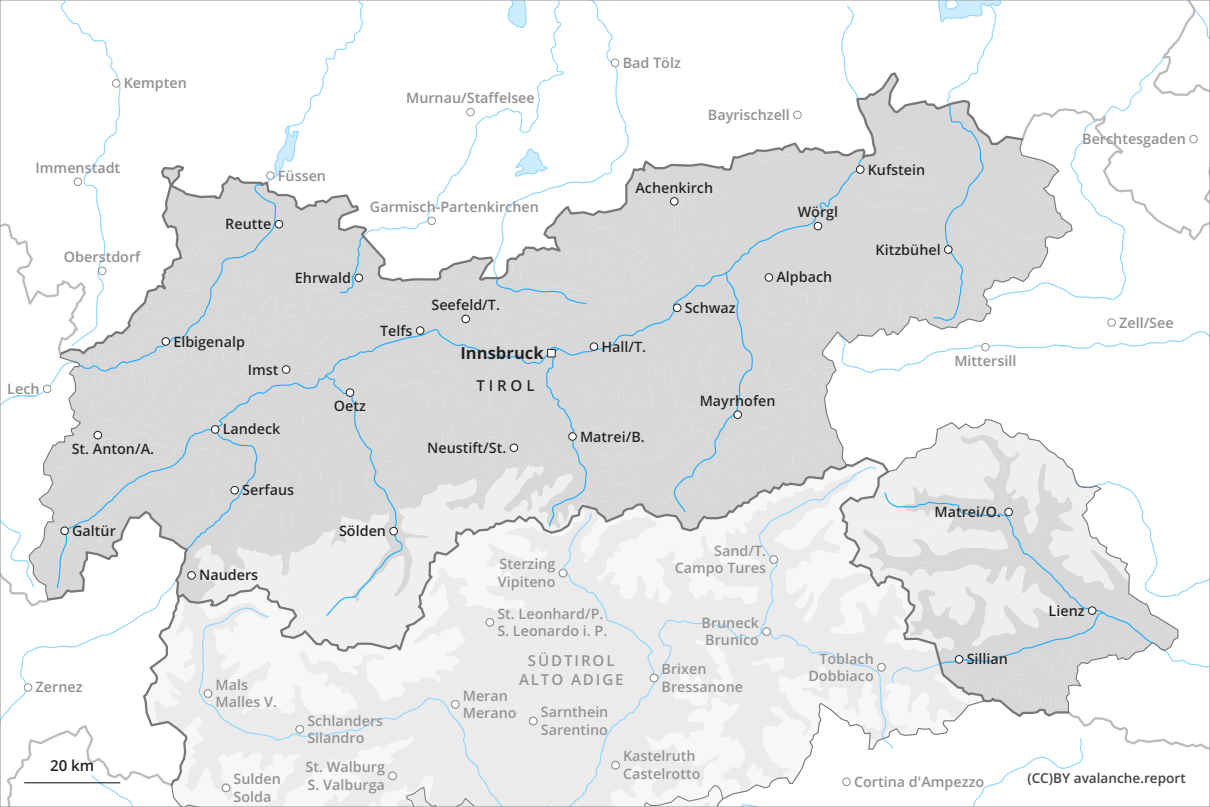 Kempten
Bad Tölz
Murnau/Staffelsee
Bayrischzell
Berchtesgaden
Immenstadt
Füssen
Kufstein
Achenkirch
Garmisch-Partenkirchen
Wörgl
Reutte
Kitzbühel
Oberstdorf
Ehrwald
Alpbach
Seefeld/T.
Schwaz
Telfs
Zell/See
Elbigenalp
Innsbruck
Hall/T.
Mittersill
Imst
TIROL
Lech
Oetz
Mayrhofen
Landeck
Matrei/B.
St. Anton/A.
Neustift/St.
Serfaus
Matrei/O.
Galtür
Sölden
Sand/T.
Campo Tures
Sterzing
Vipiteno
Nauders
St. Leonhard/P.
S. Leonardo i. P.
Lienz
Bruneck
Brunico
SÜDTIROL
ALTO ADIGE
Toblach
Dobbiaco
Sillian
Brixen
Bressanone
Zernez
Mals
Malles V.
Meran
Merano
Sarnthein
Sarentino
Schlanders
Silandro
Kastelruth
Castelrotto
20 km
St. Walburg
S. Valburga
Sulden
Solda
Cortina d'Ampezzo
(CC)BY avalanche.report